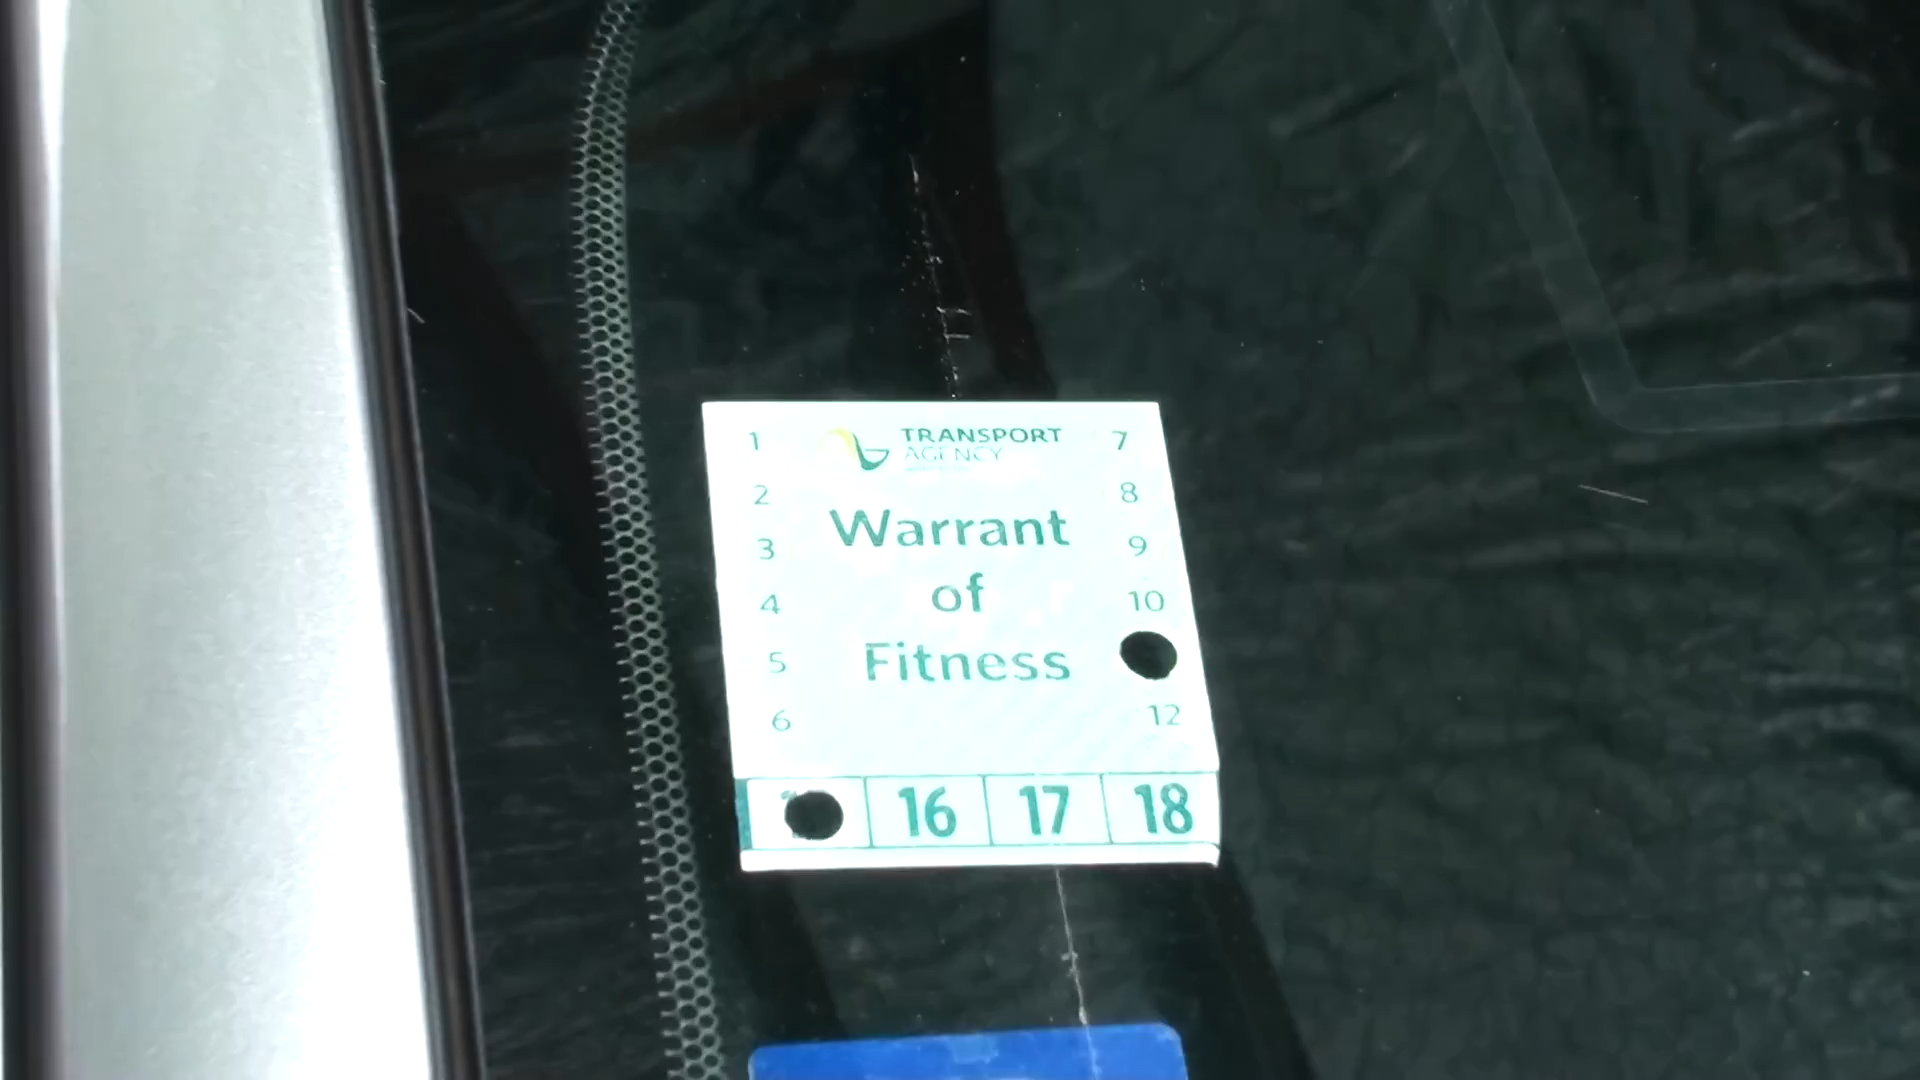 1 TRANSPORT 7
AGENCY
2 8
Warrant
3 9
of
4 10
Fitness
5
6 12
16 17 18